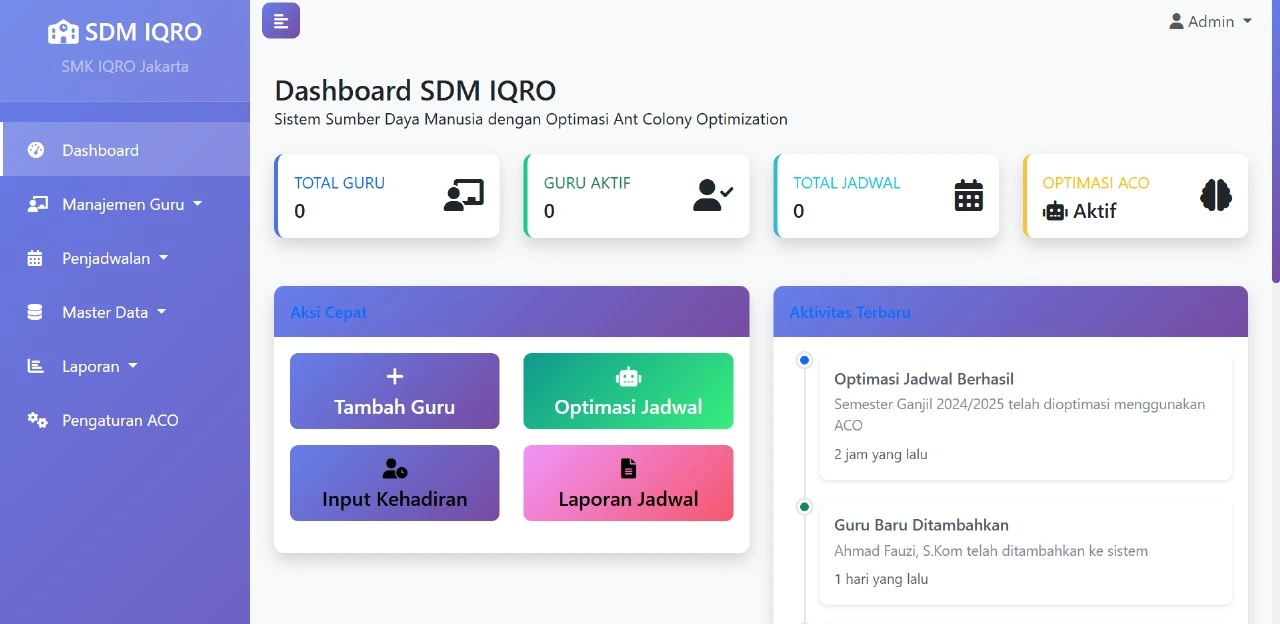 SDM IQRO
SMK IQRO Jakarta
Dashboard
Manajemen Guru
Penjadwalan
Master Data
Laporan
Pengaturan ACO
Admin
Dashboard SDM IQRO
Sistem Sumber Daya Manusia dengan Optimasi Ant Colony Optimization
TOTAL GURU
0
GURU AKTIF
0
TOTAL JADWAL
0
OPTIMASI ACO
Aktif
Aksi Cepat
Tambah Guru
Optimasi Jadwal
Input Kehadiran
Laporan Jadwal
Aktivitas Terbaru
Optimasi Jadwal Berhasil
Semester Ganjil 2024/2025 telah dioptimasi menggunakan
ACO
2 jam yang lalu
Guru Baru Ditambahkan
Ahmad Fauzi, S.Kom telah ditambahkan ke sistem
1 hari yang lalu